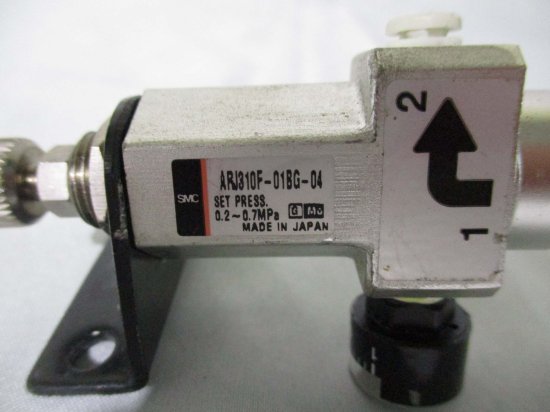 SMC
ARJ310F-01BG-04
SET PRESS.
0.2~0.7MPa
MADE IN JAPAN
2
1